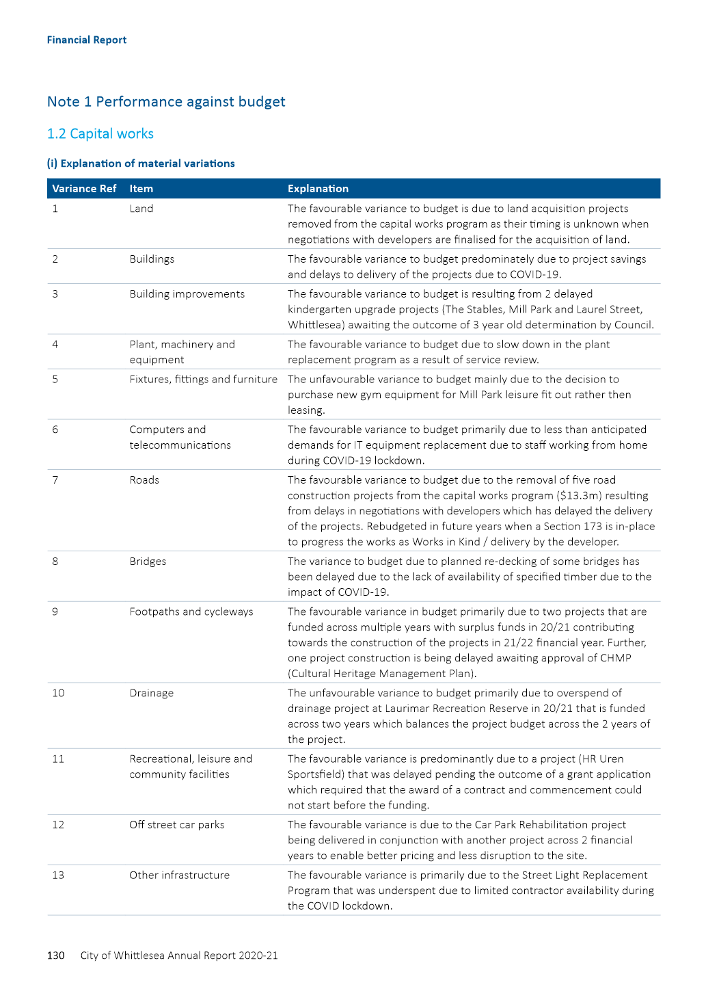 Financial Report
Note 1 Performance against budget
1.2 Capital works
(i) Explanation of material variations
Variance Ref Item Explanation
1 Land The favourable variance to budget is due to land acquisition projects
removed from the capital works program as their timing is unknown when
negotiations with developers are finalised for the acquisition of land.
2 Buildings The favourable variance to budget predominately due to project savings
and delays to delivery of the projects due to COVID-19.
3 Building improvements The favourable variance to budget is resulting from 2 delayed
kindergarten upgrade projects (The Stables, Mill Park and Laurel Street,
Whittlesea) awaiting the outcome of 3 year old determination by Council.
4 Plant, machinery and The favourable variance to budget due to slow down in the plant
equipment replacement program as a result of service review.
5 Fixtures, fittings and furniture The unfavourable variance to budget mainly due to the decision to
purchase new gym equipment for Mill Park leisure fit out rather then
leasing.
6 Computers and The favourable variance to budget primarily due to less than anticipated
telecommunications demands for IT equipment replacement due to staff working from home
during COVID-19 lockdown.
7 Roads The favourable variance to budget due to the removal of five road
construction projects from the capital works program ($13.3m) resulting
from delays in negotiations with developers which has delayed the delivery
of the projects. Rebudgeted in future years when a Section 173 is in-place
to progress the works as Works in Kind / delivery by the developer.
8 Bridges The variance to budget due to planned re-decking of some bridges has
been delayed due to the lack of availability of specified timber due to the
impact of COVID-19.
9 Footpaths and cycleways The favourable variance in budget primarily due to two projects that are
funded across multiple years with surplus funds in 20/21 contributing
towards the construction of the projects in 21/22 financial year. Further,
one project construction is being delayed awaiting approval of CHMP
(Cultural Heritage Management Plan).
10 Drainage The unfavourable variance to budget primarily due to overspend of
drainage project at Laurimar Recreation Reserve in 20/21 that is funded
across two years which balances the project budget across the 2 years of
the project.
11 Recreational, leisure and The favourable variance is predominantly due to a project (HR Uren
community facilities Sportsfield) that was delayed pending the outcome of a grant application
which required that the award of a contract and commencement could
not start before the funding.
12 Off street car parks The favourable variance is due to the Car Park Rehabilitation project
being delivered in conjunction with another project across 2 financial
years to enable better pricing and less disruption to the site.
13 Other infrastructure The favourable variance is primarily due to the Street Light Replacement
Program that was underspent due to limited contractor availability during
the COVID lockdown.
130 City of Whittlesea Annual Report 2020-21